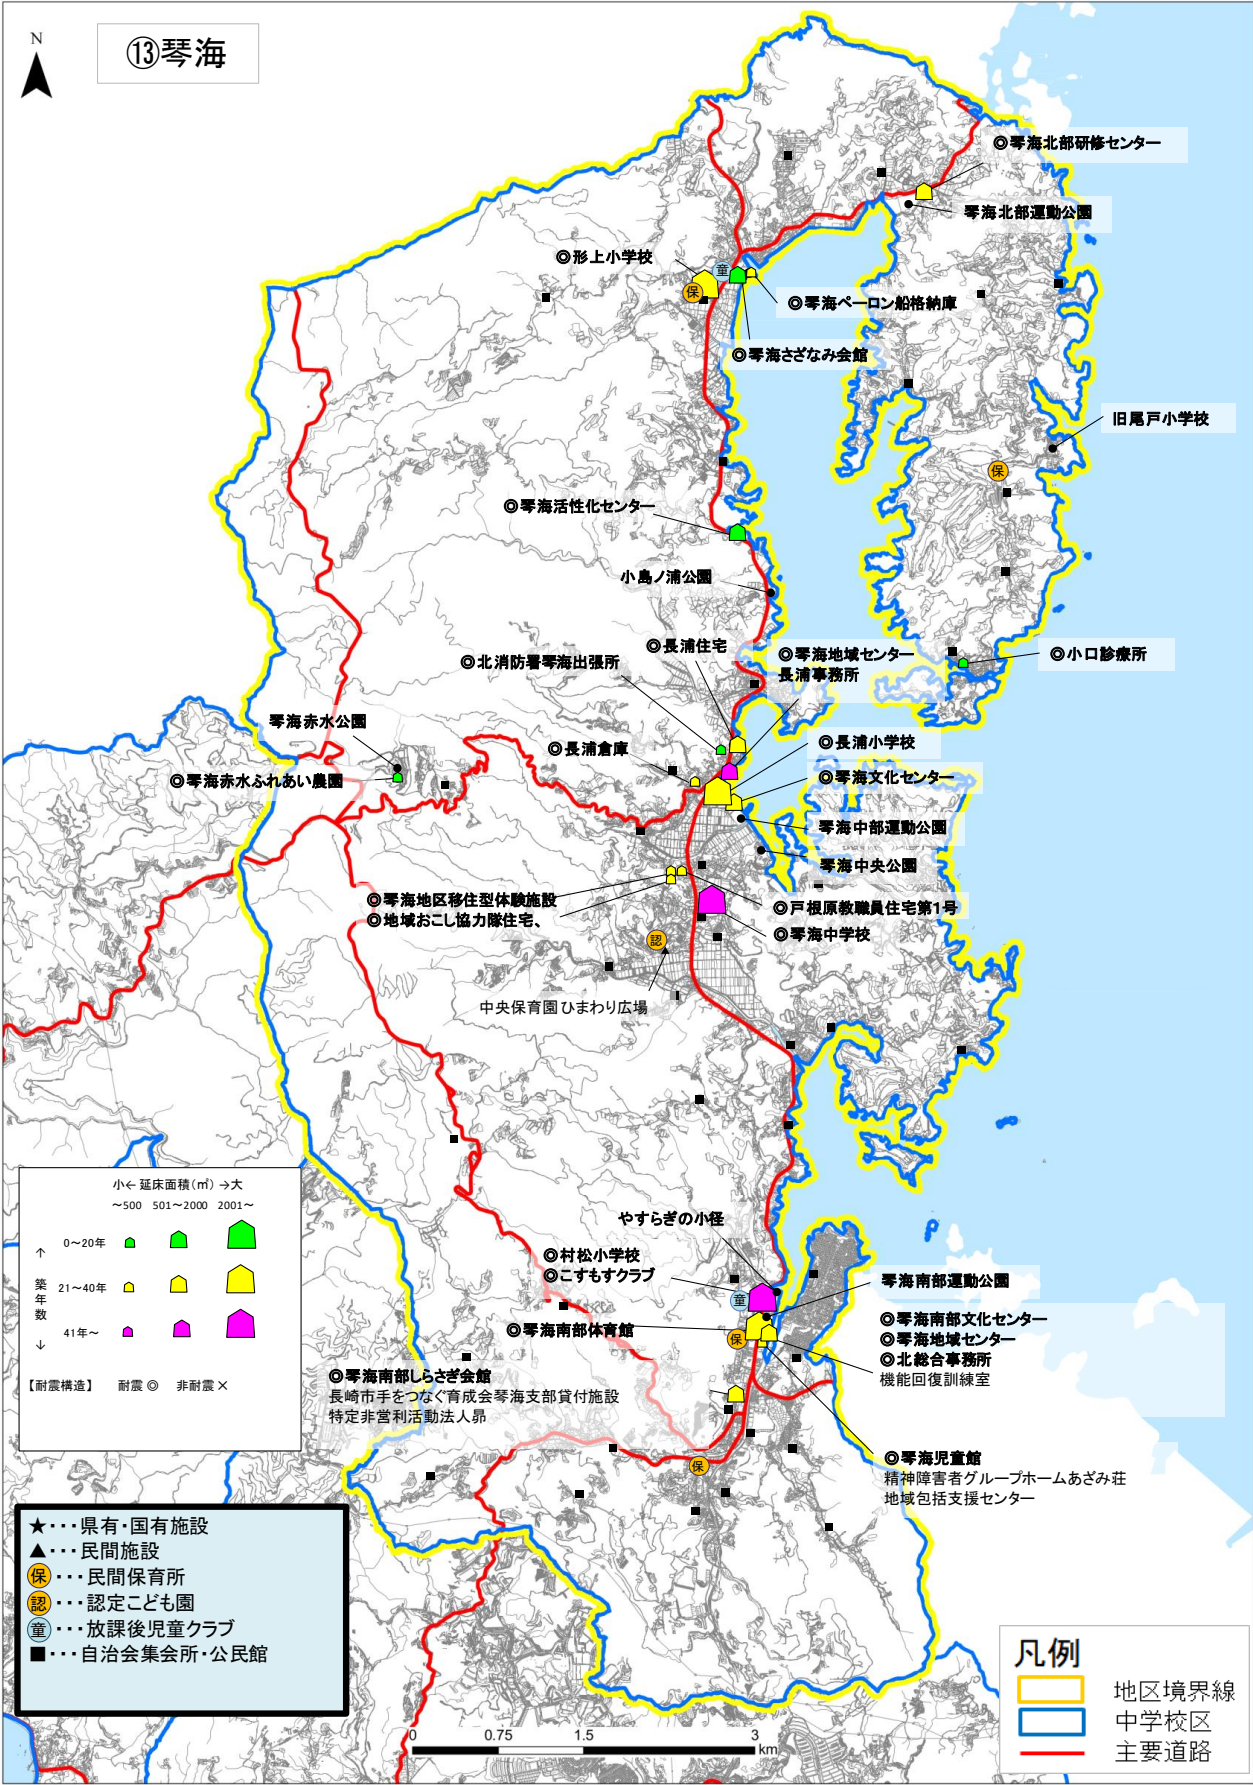 N
⑬琴海
◎琴海北部研修センター
琴海北部運動公園
◎形上小学校
童
保
◎琴海ペーロン船格納庫
◎琴海さざなみ会館
旧尾戸小学校
保
◎琴海活性化センター
小島ノ浦公園
◎長浦住宅
◎琴海地域センター
長浦事務所
◎小口診療所
◎北消防署琴海出張所
琴海赤水公園
◎長浦倉庫
◎長浦小学校
◎琴海赤水ふれあい農園
◎琴海文化センター
琴海中部運動公園
琴海中央公園
◎琴海地区移住型体験施設
◎地域おこし協力隊住宅、
◎戸根原教職員住宅第1号
◎琴海中学校
認
中央保育園ひまわり広場
小← 延床面積(㎡) →大
～500 501～2000 2001～
0～20年
↑
築
年
数
↓
21～40年
41年～
【耐震構造】 耐震 ◎ 非耐震 ×
やすらぎの小径
◎村松小学校
◎こすもすクラブ
童
琴海南部運動公園
◎琴海南部体育館
保
◎琴海南部文化センター
◎琴海地域センター
◎北総合事務所
機能回復訓練室
◎琴海南部しらさぎ会館
長崎市手をつなぐ育成会琴海支部貸付施設
特定非営利活動法人昴
保
◎琴海児童館
精神障害者グループホームあざみ荘
地域包括支援センター
★･･･県有･国有施設
▲･･･民間施設
保･･･民間保育所
認･･･認定こども園
童･･･放課後児童クラブ
■･･･自治会集会所･公民館
凡例
地区境界線
中学校区
主要道路
0 0.75 1.5 3
km